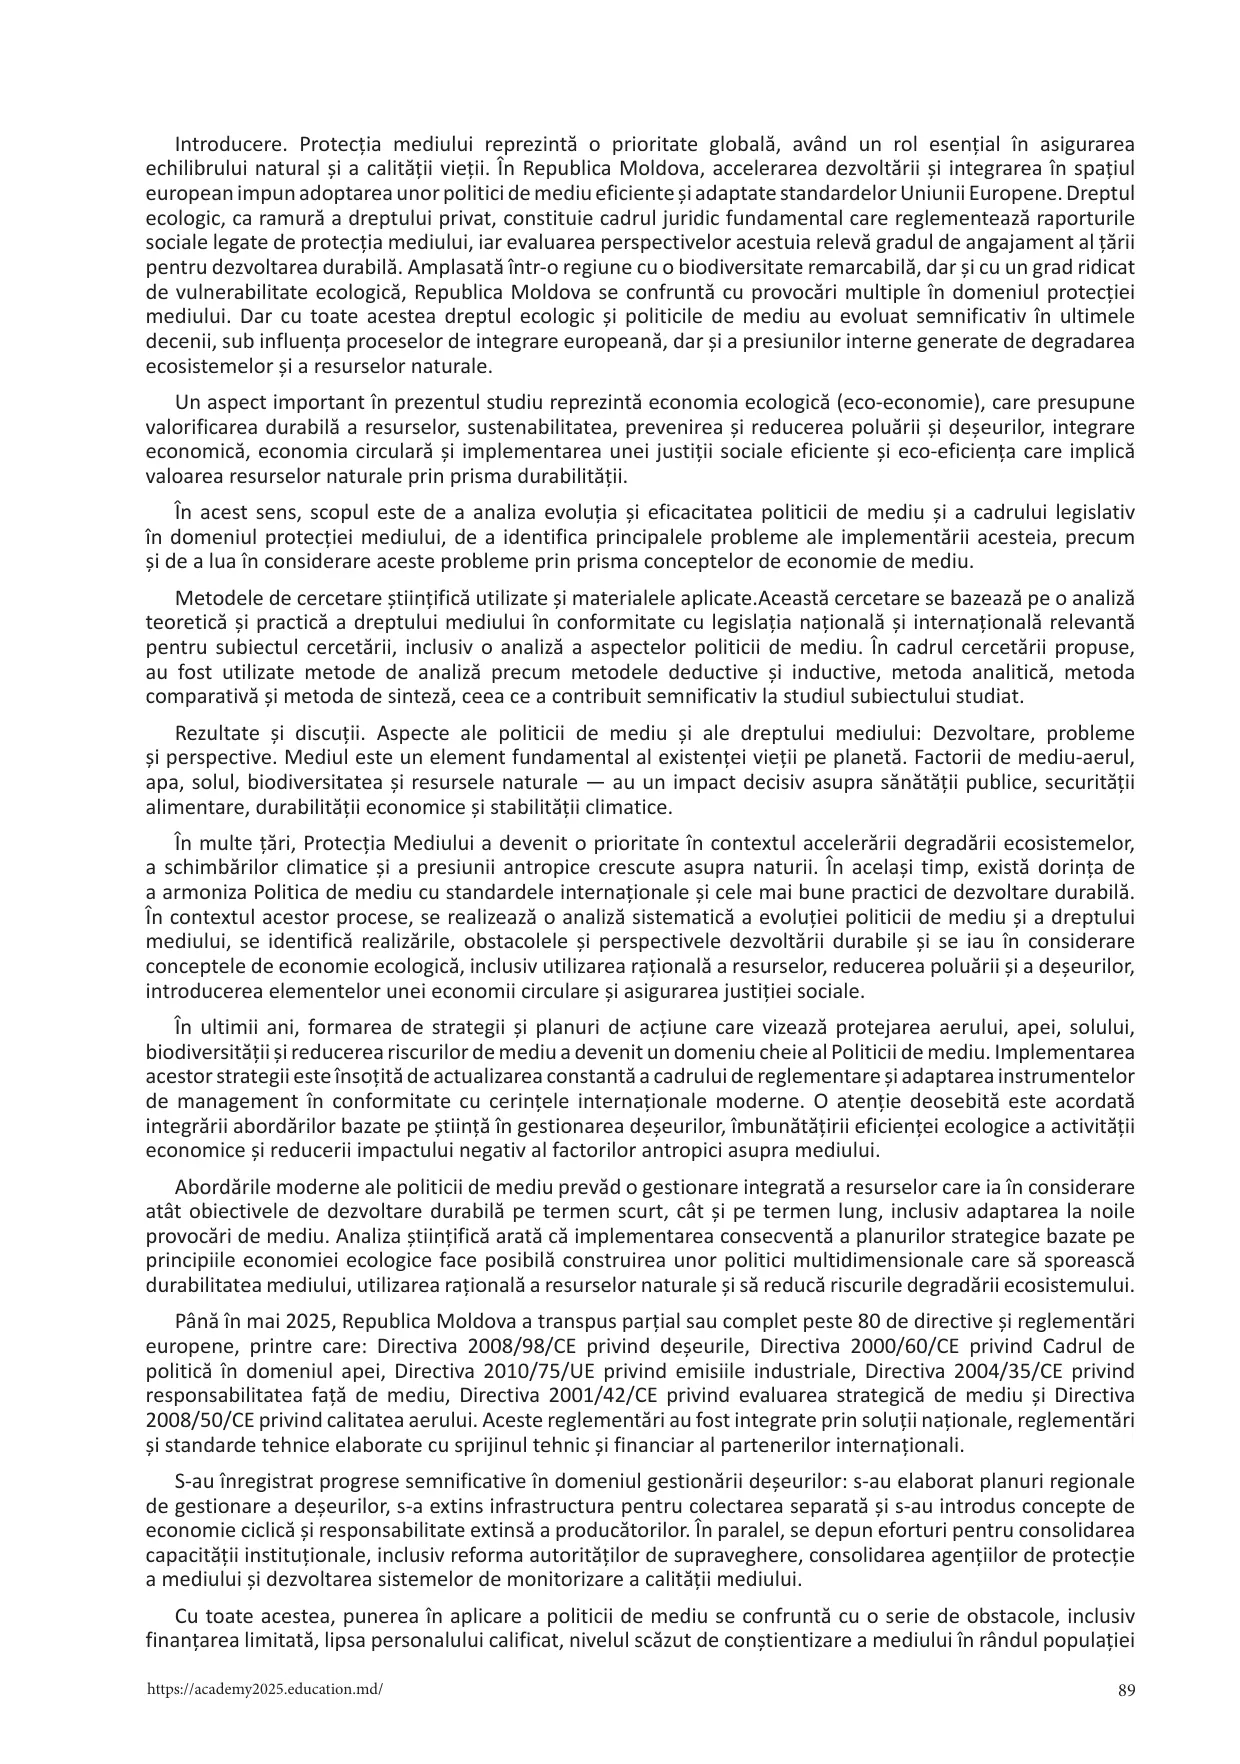 Introducere. Protecția mediului reprezintă o prioritate globală, având un rol esențial în asigurarea
echilibrului natural și a calității vieții. În Republica Moldova, accelerarea dezvoltării și integrarea în spațiul
european impun adoptarea unor politici de mediu eficiente și adaptate standardelor Uniunii Europene. Dreptul
ecologic, ca ramură a dreptului privat, constituie cadrul juridic fundamental care reglementează raporturile
sociale legate de protecția mediului, iar evaluarea perspectivelor acestuia relevă gradul de angajament al țării
pentru dezvoltarea durabilă. Amplasată într-o regiune cu o biodiversitate remarcabilă, dar și cu un grad ridicat
de vulnerabilitate ecologică, Republica Moldova se confruntă cu provocări multiple în domeniul protecției
mediului. Dar cu toate acestea dreptul ecologic și politicile de mediu au evoluat semnificativ în ultimele
decenii, sub influența proceselor de integrare europeană, dar și a presiunilor interne generate de degradarea
ecosistemelor și a resurselor naturale.
Un aspect important în prezentul studiu reprezintă economia ecologică (eco-economie), care presupune
valorificarea durabilă a resurselor, sustenabilitatea, prevenirea și reducerea poluării și deșeurilor, integrare
economică, economia circulară și implementarea unei justiții sociale eficiente și eco-eficiența care implică
valoarea resurselor naturale prin prisma durabilității.
În acest sens, scopul este de a analiza evoluția și eficacitatea politicii de mediu și a cadrului legislativ
în domeniul protecției mediului, de a identifica principalele probleme ale implementării acesteia, precum
și de a lua în considerare aceste probleme prin prisma conceptelor de economie de mediu.
Metodele de cercetare științifică utilizate și materialele aplicate.Această cercetare se bazează pe o analiză
teoretică și practică a dreptului mediului în conformitate cu legislația națională și internațională relevantă
pentru subiectul cercetării, inclusiv o analiză a aspectelor politicii de mediu. În cadrul cercetării propuse,
au fost utilizate metode de analiză precum metodele deductive și inductive, metoda analitică, metoda
comparativă și metoda de sinteză, ceea ce a contribuit semnificativ la studiul subiectului studiat.
Rezultate și discuții. Aspecte ale politicii de mediu și ale dreptului mediului: Dezvoltare, probleme
și perspective. Mediul este un element fundamental al existenței vieții pe planetă. Factorii de mediu-aerul,
apa, solul, biodiversitatea și resursele naturale — au un impact decisiv asupra sănătății publice, securității
alimentare, durabilității economice și stabilității climatice.
În multe țări, Protecția Mediului a devenit o prioritate în contextul accelerării degradării ecosistemelor,
a schimbărilor climatice și a presiunii antropice crescute asupra naturii. În același timp, există dorința de
a armoniza Politica de mediu cu standardele internaționale și cele mai bune practici de dezvoltare durabilă.
În contextul acestor procese, se realizează o analiză sistematică a evoluției politicii de mediu și a dreptului
mediului, se identifică realizările, obstacolele și perspectivele dezvoltării durabile și se iau în considerare
conceptele de economie ecologică, inclusiv utilizarea rațională a resurselor, reducerea poluării și a deșeurilor,
introducerea elementelor unei economii circulare și asigurarea justiției sociale.
În ultimii ani, formarea de strategii și planuri de acțiune care vizează protejarea aerului, apei, solului,
biodiversității și reducerea riscurilor de mediu a devenit un domeniu cheie al Politicii de mediu. Implementarea
acestor strategii este însoțită de actualizarea constantă a cadrului de reglementare și adaptarea instrumentelor
de management în conformitate cu cerințele internaționale moderne. O atenție deosebită este acordată
integrării abordărilor bazate pe știință în gestionarea deșeurilor, îmbunătățirii eficienței ecologice a activității
economice și reducerii impactului negativ al factorilor antropici asupra mediului.
Abordările moderne ale politicii de mediu prevăd o gestionare integrată a resurselor care ia în considerare
atât obiectivele de dezvoltare durabilă pe termen scurt, cât și pe termen lung, inclusiv adaptarea la noile
provocări de mediu. Analiza științifică arată că implementarea consecventă a planurilor strategice bazate pe
principiile economiei ecologice face posibilă construirea unor politici multidimensionale care să sporească
durabilitatea mediului, utilizarea rațională a resurselor naturale și să reducă riscurile degradării ecosistemului.
Până în mai 2025, Republica Moldova a transpus parțial sau complet peste 80 de directive și reglementări
europene, printre care: Directiva 2008/98/CE privind deșeurile, Directiva 2000/60/CE privind Cadrul de
politică în domeniul apei, Directiva 2010/75/UE privind emisiile industriale, Directiva 2004/35/CE privind
responsabilitatea față de mediu, Directiva 2001/42/CE privind evaluarea strategică de mediu și Directiva
2008/50/CE privind calitatea aerului. Aceste reglementări au fost integrate prin soluții naționale, reglementări
și standarde tehnice elaborate cu sprijinul tehnic și financiar al partenerilor internaționali.
S-au înregistrat progrese semnificative în domeniul gestionării deșeurilor: s-au elaborat planuri regionale
de gestionare a deșeurilor, s-a extins infrastructura pentru colectarea separată și s-au introdus concepte de
economie ciclică și responsabilitate extinsă a producătorilor. În paralel, se depun eforturi pentru consolidarea
capacității instituționale, inclusiv reforma autorităților de supraveghere, consolidarea agențiilor de protecție
a mediului și dezvoltarea sistemelor de monitorizare a calității mediului.
Cu toate acestea, punerea în aplicare a politicii de mediu se confruntă cu o serie de obstacole, inclusiv
finanțarea limitată, lipsa personalului calificat, nivelul scăzut de conștientizare a mediului în rândul populației
https://academy2025.education.md/
89